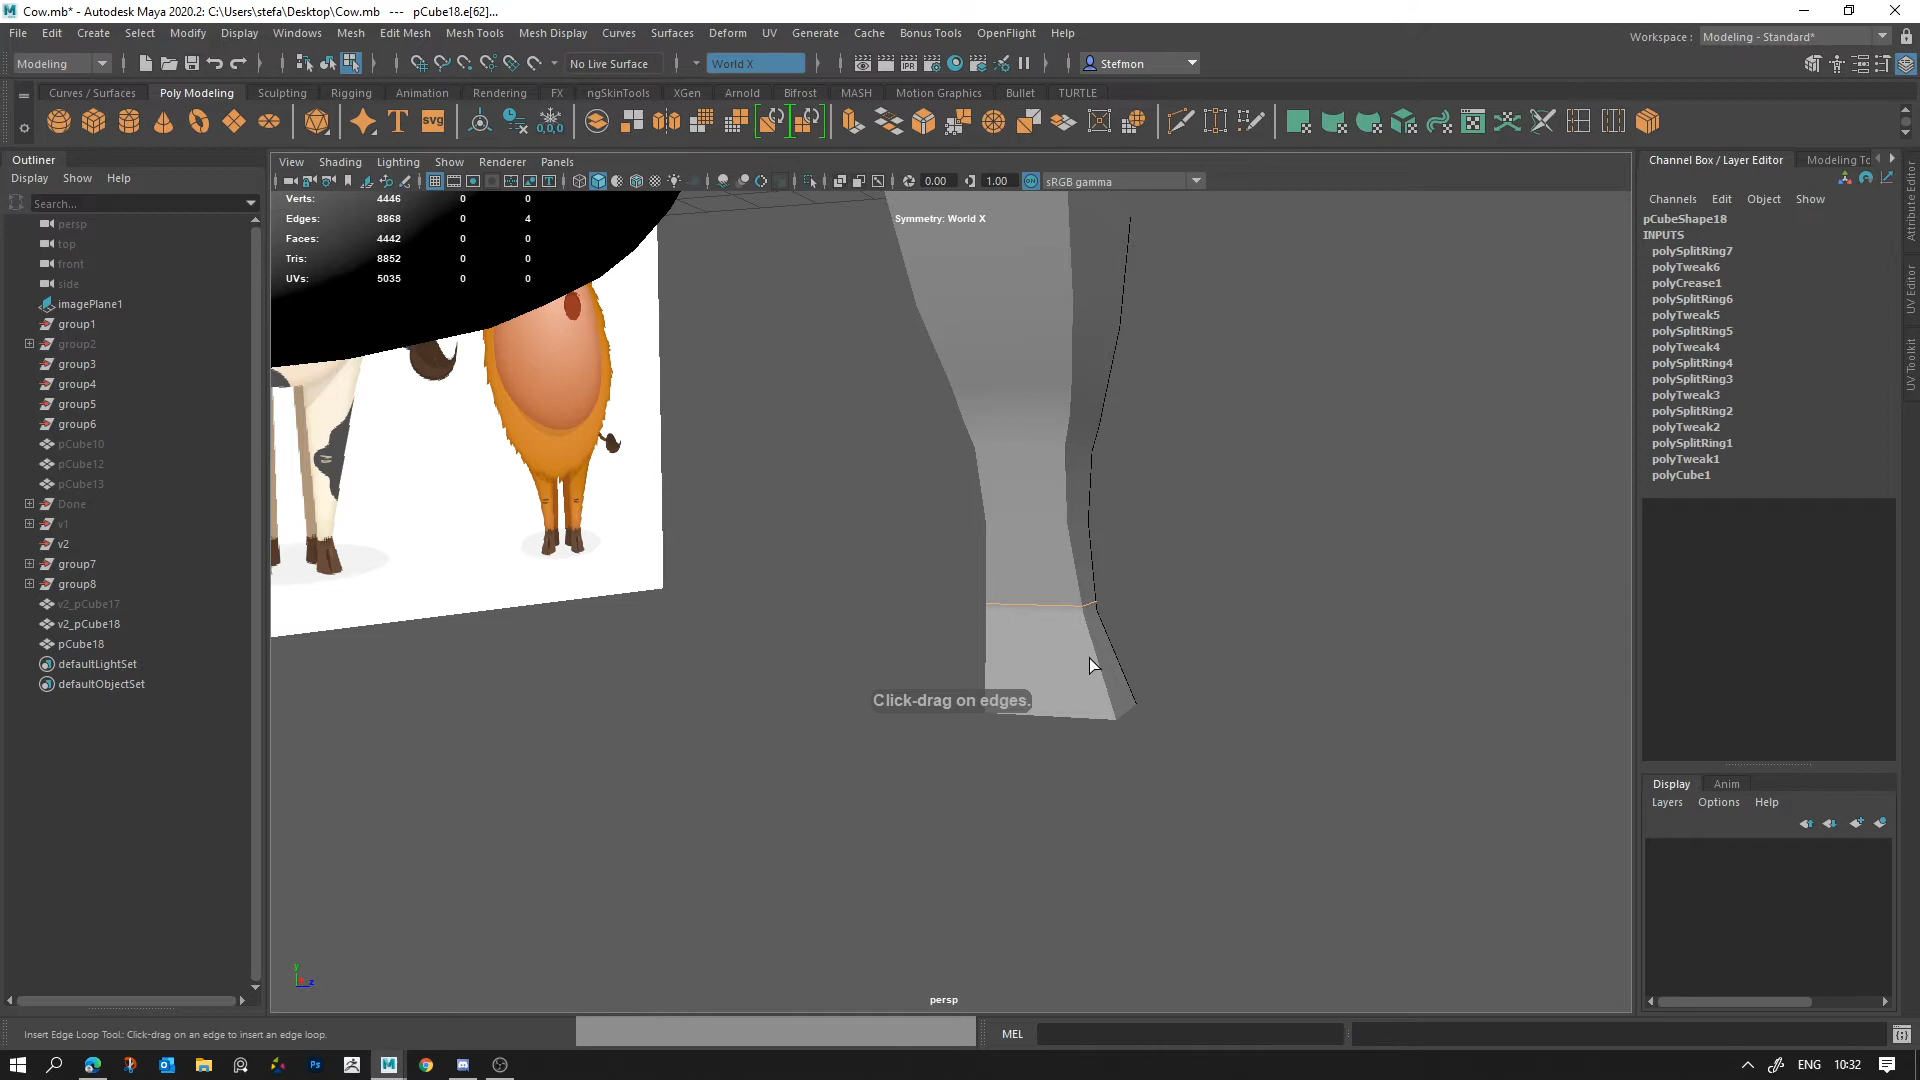 Cow.mb* - Autodesk Maya 2020.2: C:\Users\stefa\Desktop\Cow.mb --- pCube18.e[62]...
File Edit Create Select Modify Display Windows Mesh Edit Mesh Mesh Tools Mesh Display Curves Surfaces Deform UV Generate Cache Bonus Tools OpenFlight Help
Workspace : Modeling - Standard*
Modeling No Live Surface World X Stefmon
Curves / Surfaces Poly Modeling Sculpting Rigging Animation Rendering FX ngSkinTools XGen Arnold Bifrost MASH Motion Graphics Bullet TURTLE
Outliner
Display Show Help
Search...
persp
top
front
side
imagePlane1
group1
group2
group3
group4
group5
group6
pCube10
pCube12
pCube13
Done
v1
v2
group7
group8
v2_pCube17
v2_pCube18
pCube18
defaultLightSet
defaultObjectSet
View Shading Lighting Show Renderer Panels
0.00 1.00 ON sRGB gamma
Verts: 4446 0 0
Edges: 8868 0 4
Faces: 4442 0 0
Tris: 8852 0 0
UVs: 5035 0 0
Symmetry: World X
Click-drag on edges.
persp
y
z
Channel Box / Layer Editor Modeling To
Channels Edit Object Show
pCubeShape18
INPUTS
polySplitRing7
polyTweak6
polyCrease1
polySplitRing6
polyTweak5
polySplitRing5
polyTweak4
polySplitRing4
polySplitRing3
polyTweak3
polySplitRing2
polyTweak2
polySplitRing1
polyTweak1
polyCube1
Display Anim
Layers Options Help
Attribute Editor
UV Editor
UV Toolkit
Insert Edge Loop Tool: Click-drag on an edge to insert an edge loop.
MEL
ENG 10:32